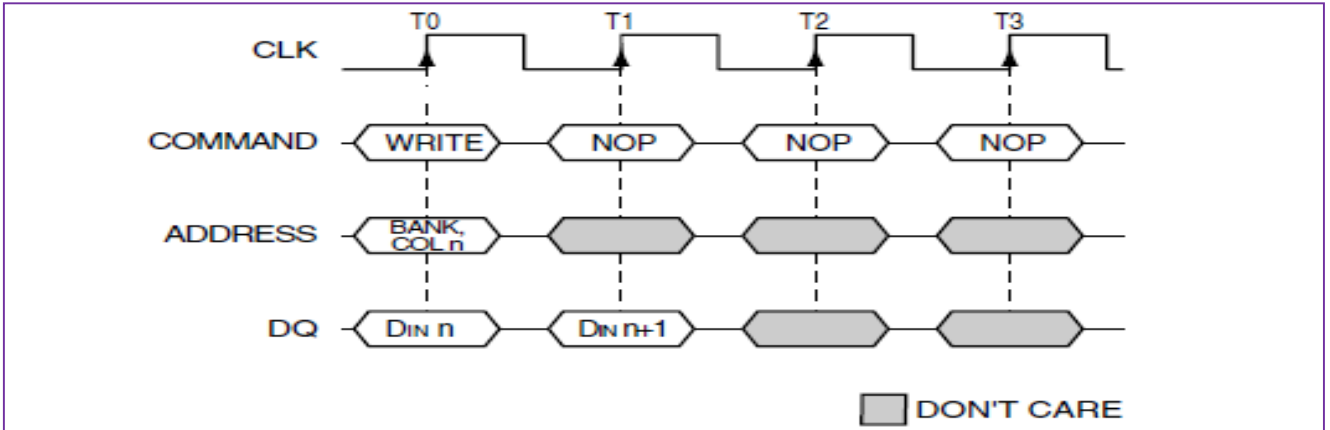 T0 T1 T2 T3
CLK
COMMAND WRITE NOP NOP NOP
ADDRESS BANK,
COL n
DQ DIN n DIN n+1
DON'T CARE